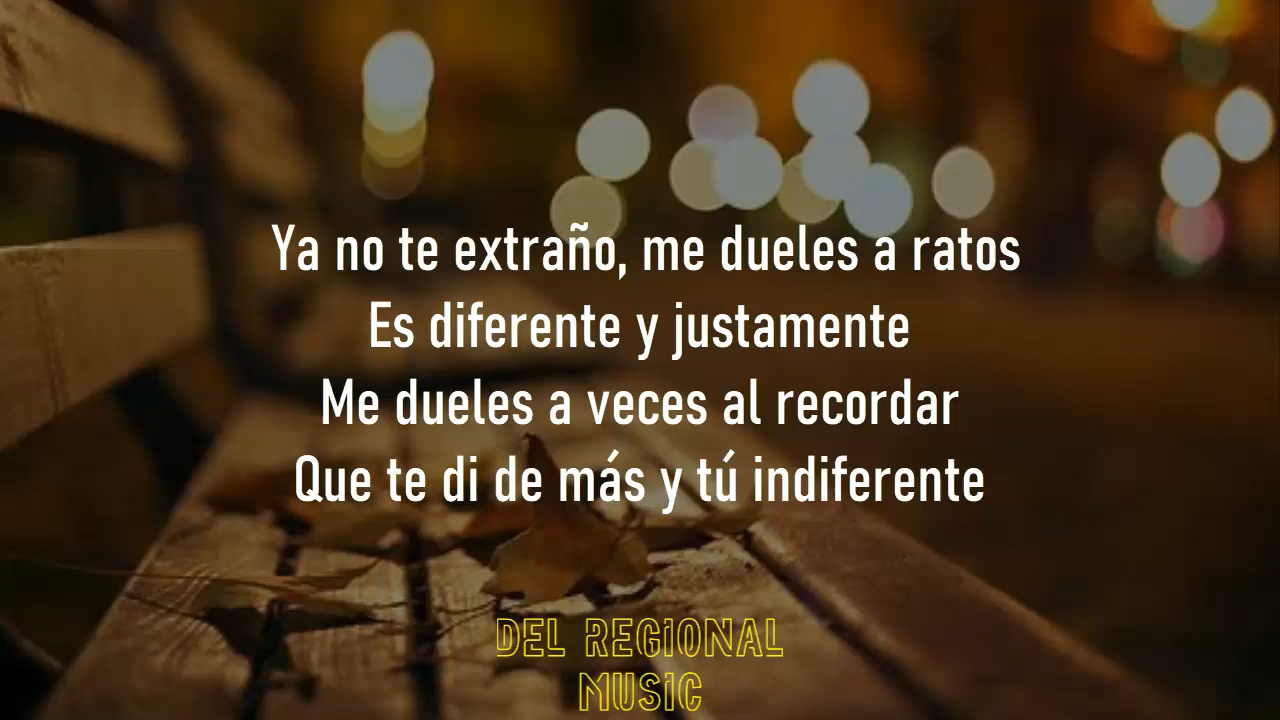 Ya no te extraño, me dueles a ratos
Es diferente y justamente
Me dueles a veces al recordar
Que te di de más y tú indiferente
DEL REGIONAL
MUSIC